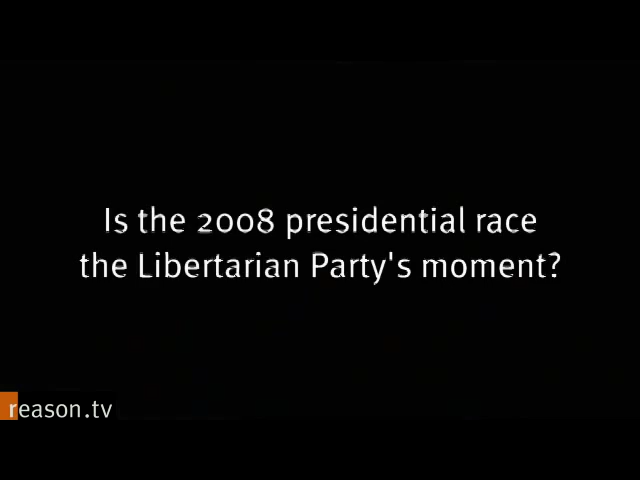 Is the 2008 presidential race
the Libertarian Party's moment?
reason.tv